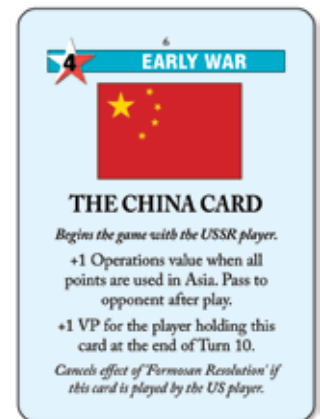 6
4 EARLY WAR
THE CHINA CARD
Begins the game with the USSR player.
+1 Operations value when all
points are used in Asia. Pass to
opponent after play.
+1 VP for the player holding this
card at the end of Turn 10.
Cancels effect of ‘Formosan Resolution’ if
this card is played by the US player.